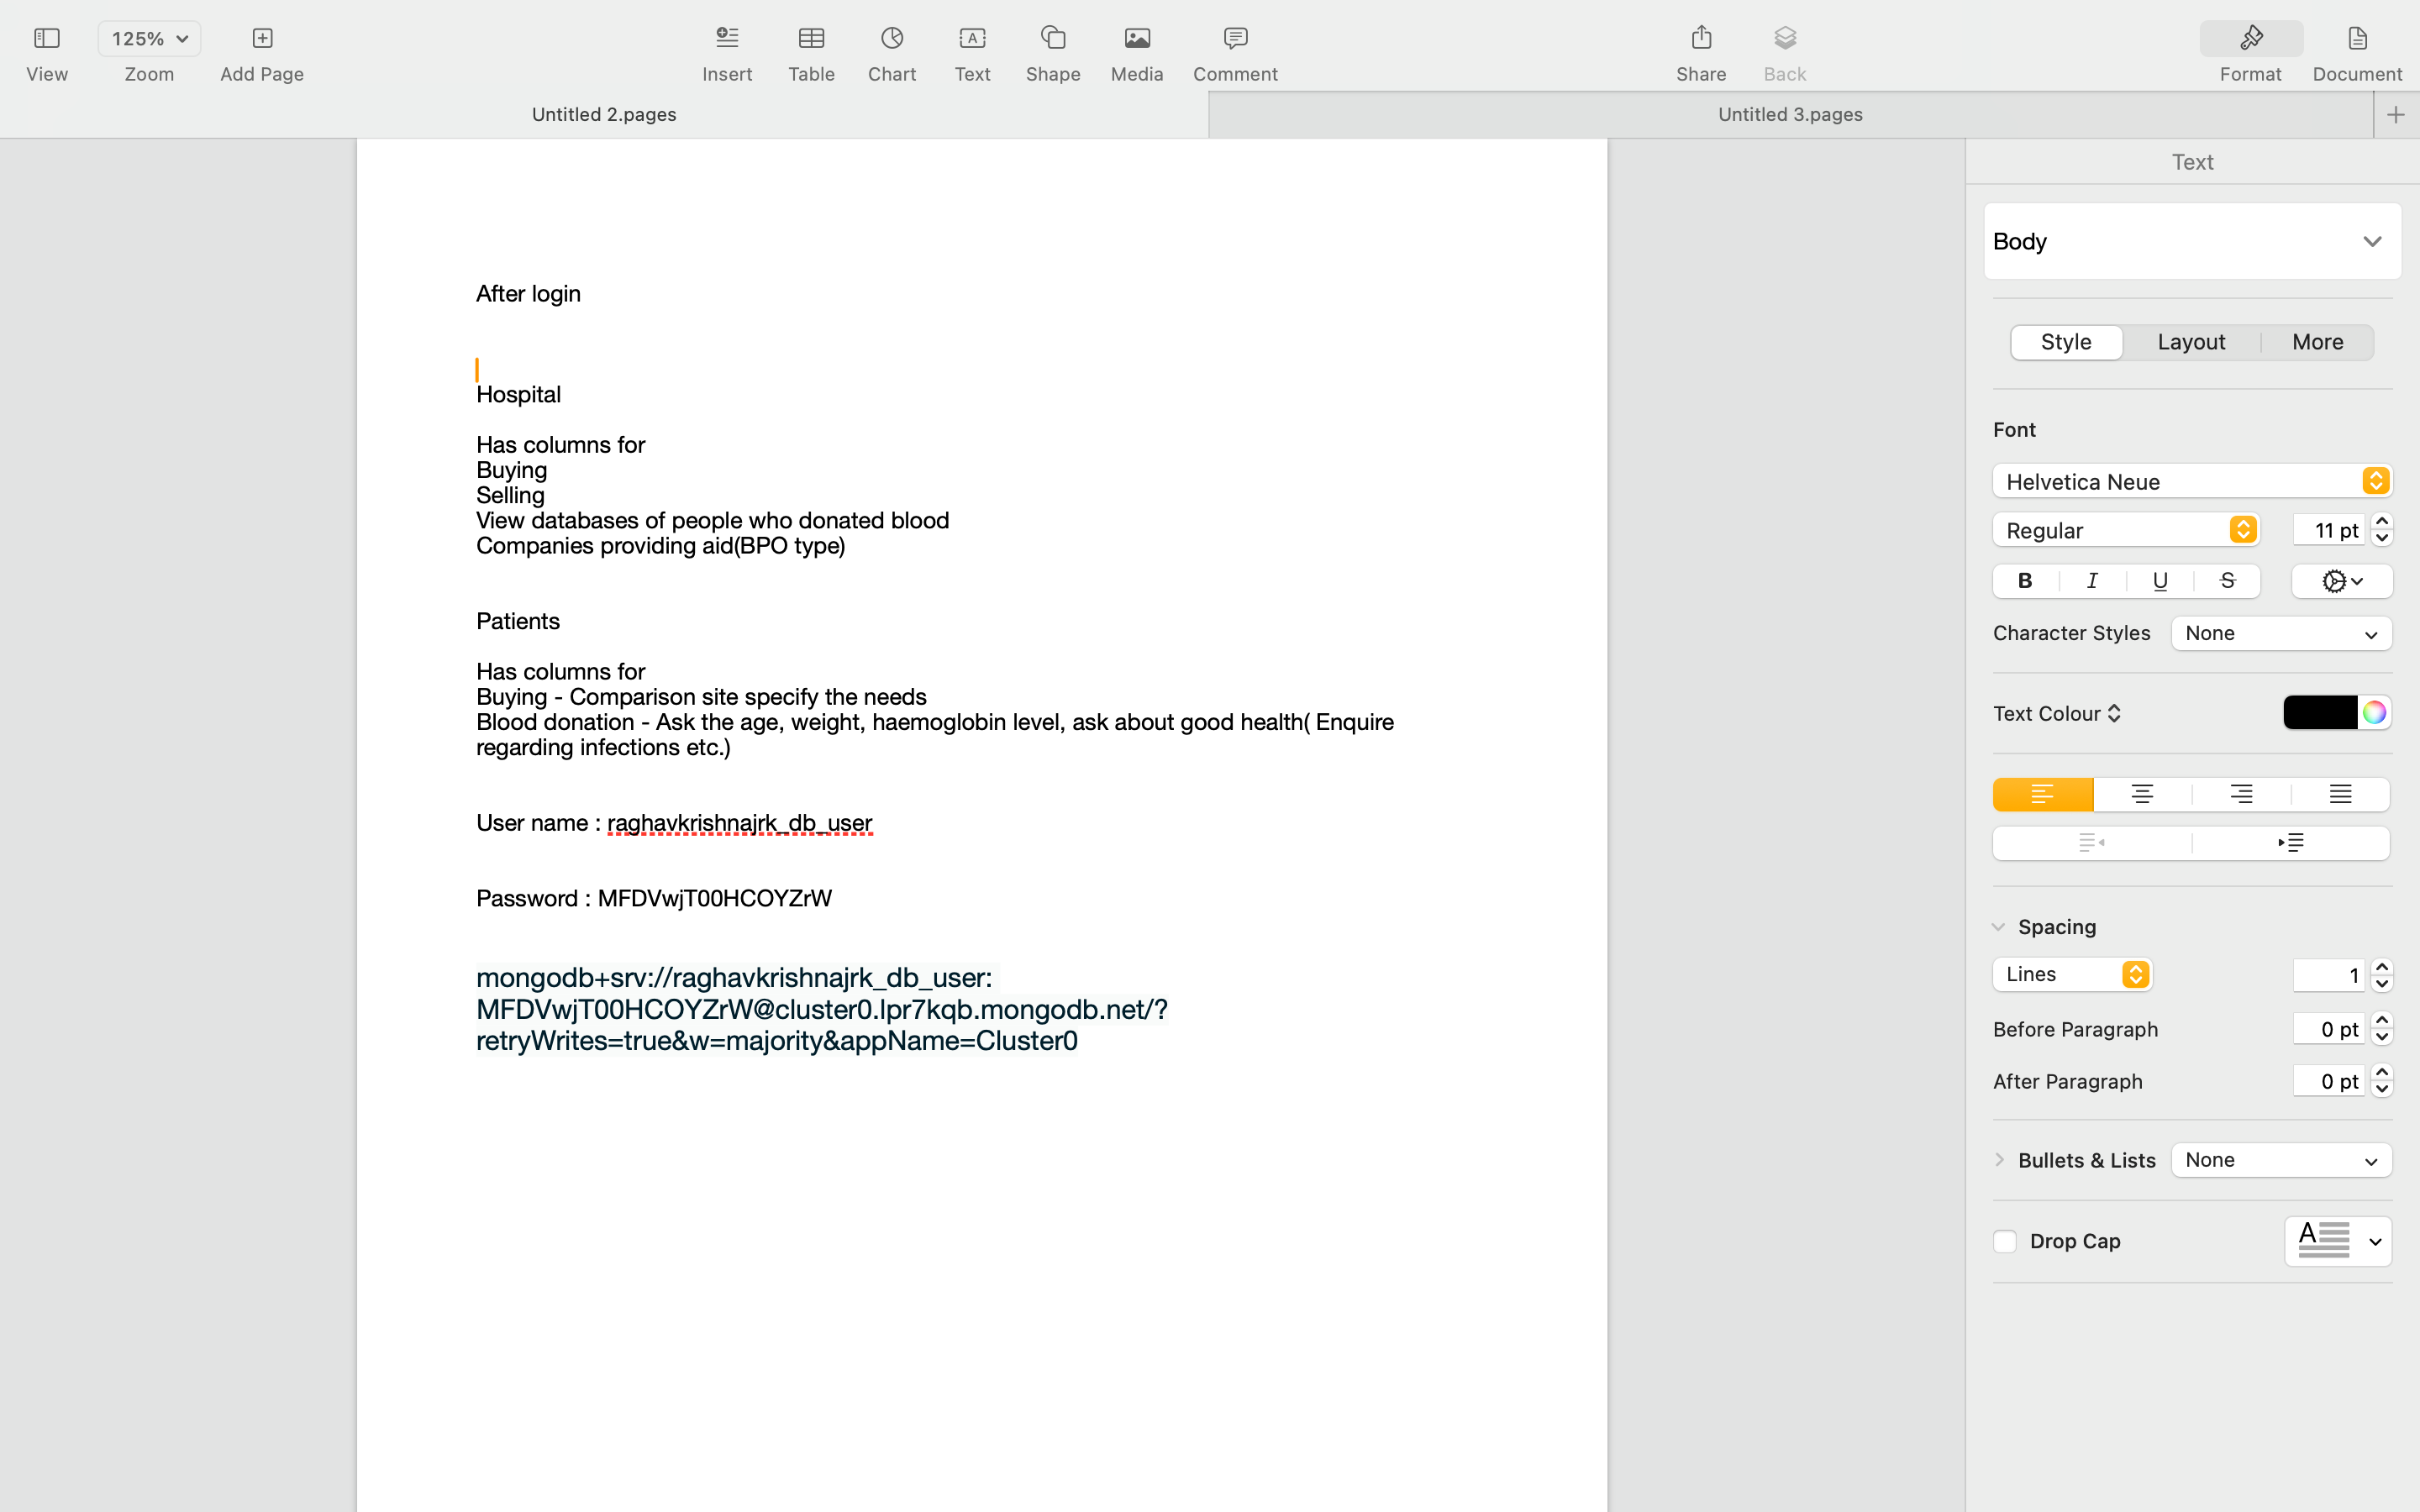 View
125%
Zoom
Add Page
Insert
Table
Chart
Text
Shape
Media
Comment
Share
Back
Format
Document
Untitled 2.pages
Untitled 3.pages
After login
Hospital
Has columns for
Buying
Selling
View databases of people who donated blood
Companies providing aid(BPO type)
Patients
Has columns for
Buying - Comparison site specify the needs
Blood donation - Ask the age, weight, haemoglobin level, ask about good health( Enquire
regarding infections etc.)
User name : raghavkrishnajrk_db_user
Password : MFDVwjT00HCOYZrW
mongodb+srv://raghavkrishnajrk_db_user:
MFDVwjT00HCOYZrW@cluster0.lpr7kqb.mongodb.net/?
retryWrites=true&w=majority&appName=Cluster0
Text
Body
Style
Layout
More
Font
Helvetica Neue
Regular
11 pt
B I U S
Character Styles
None
Text Colour
Spacing
Lines
1
Before Paragraph
0 pt
After Paragraph
0 pt
Bullets & Lists
None
Drop Cap
A